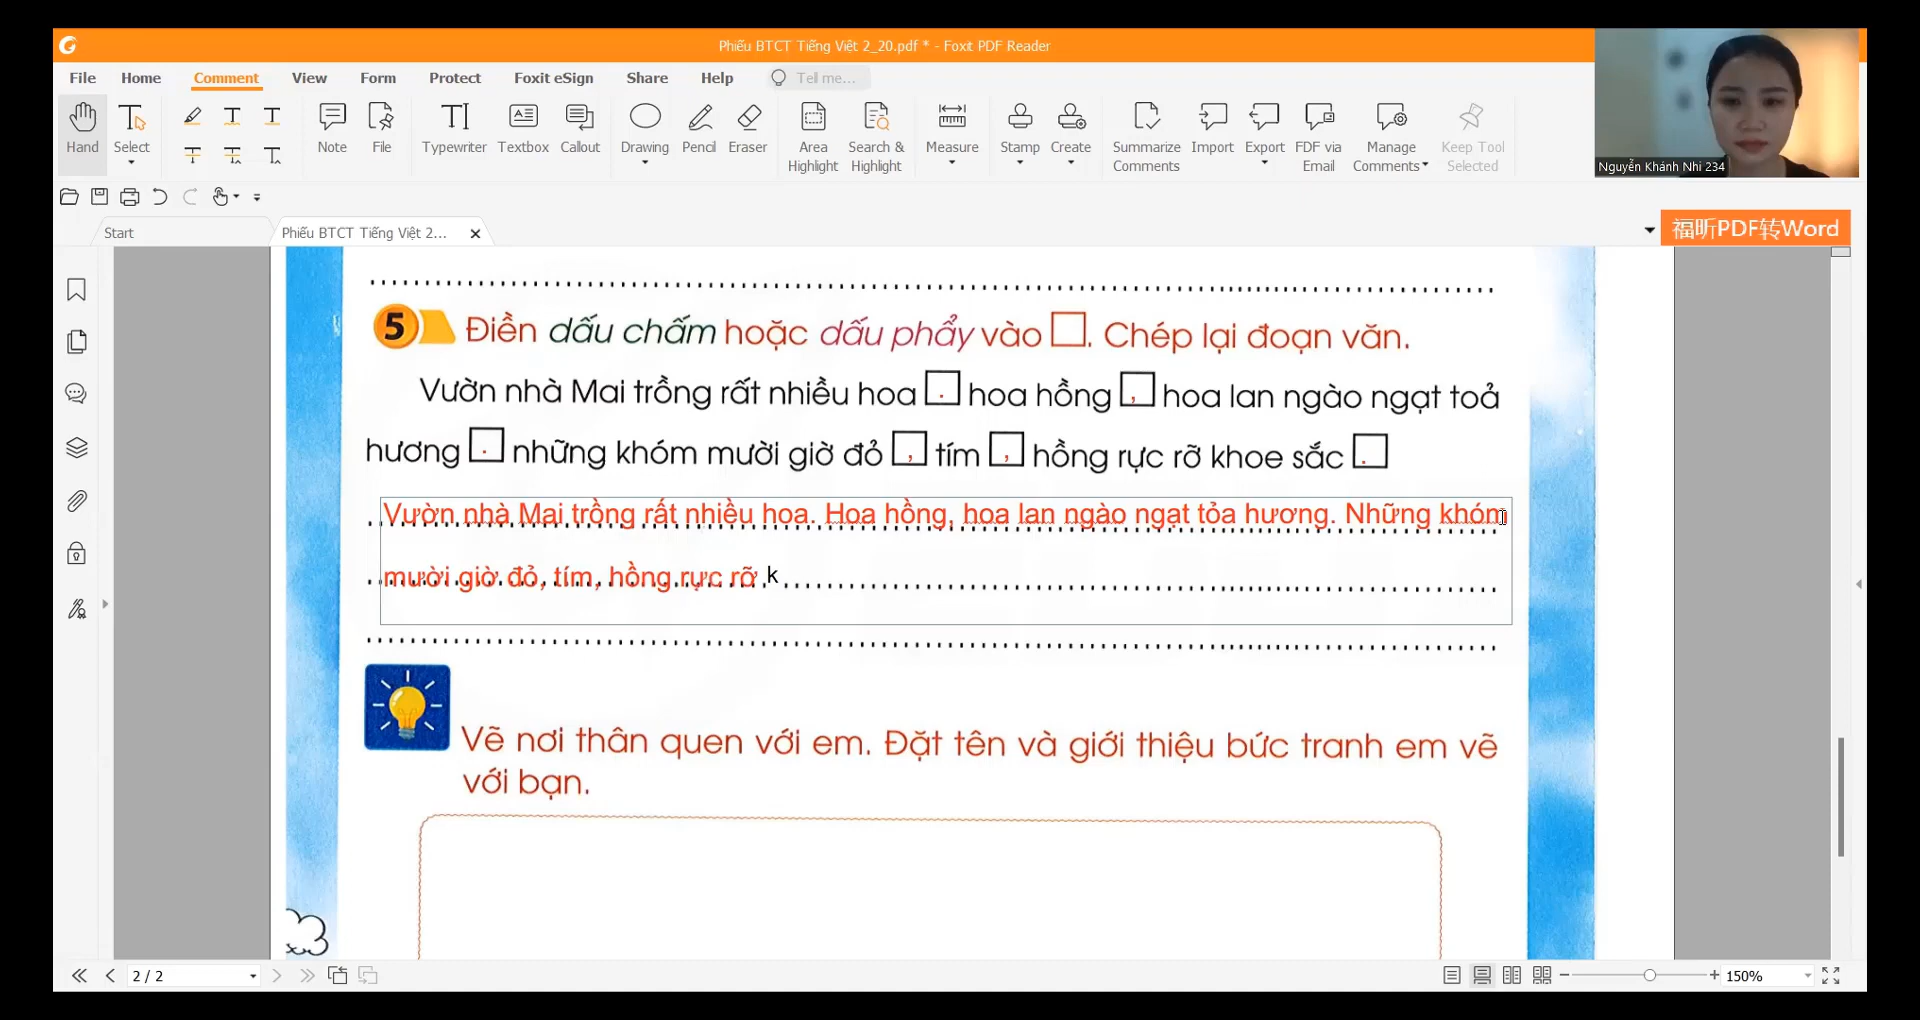 Phiếu BTCT Tiếng Việt 2_20.pdf * - Foxit PDF Reader
File Home Comment View Form Protect Foxit eSign Share Help Tell me...
Hand Select Note File Typewriter Textbox Callout Drawing Pencil Eraser Area Highlight Search & Highlight Measure Stamp Create Summarize Comments Import Export FDF via Email Manage Comments Keep Tool Selected
Nguyễn Khánh Nhi 234
Start Phiếu BTCT Tiếng Việt 2...
福昕PDF转Word
5 Điền dấu chấm hoặc dấu phẩy vào □. Chép lại đoạn văn.
Vườn nhà Mai trồng rất nhiều hoa . hoa hồng , hoa lan ngào ngạt toả
hương . những khóm mười giờ đỏ , tím , hồng rực rỡ khoe sắc .
Vườn nhà Mai trồng rất nhiều hoa. Hoa hồng, hoa lan ngào ngạt tỏa hương. Những khóm
mười giờ đỏ, tím, hồng rực rỡ k
Vẽ nơi thân quen với em. Đặt tên và giới thiệu bức tranh em vẽ
với bạn.
2 / 2
150%